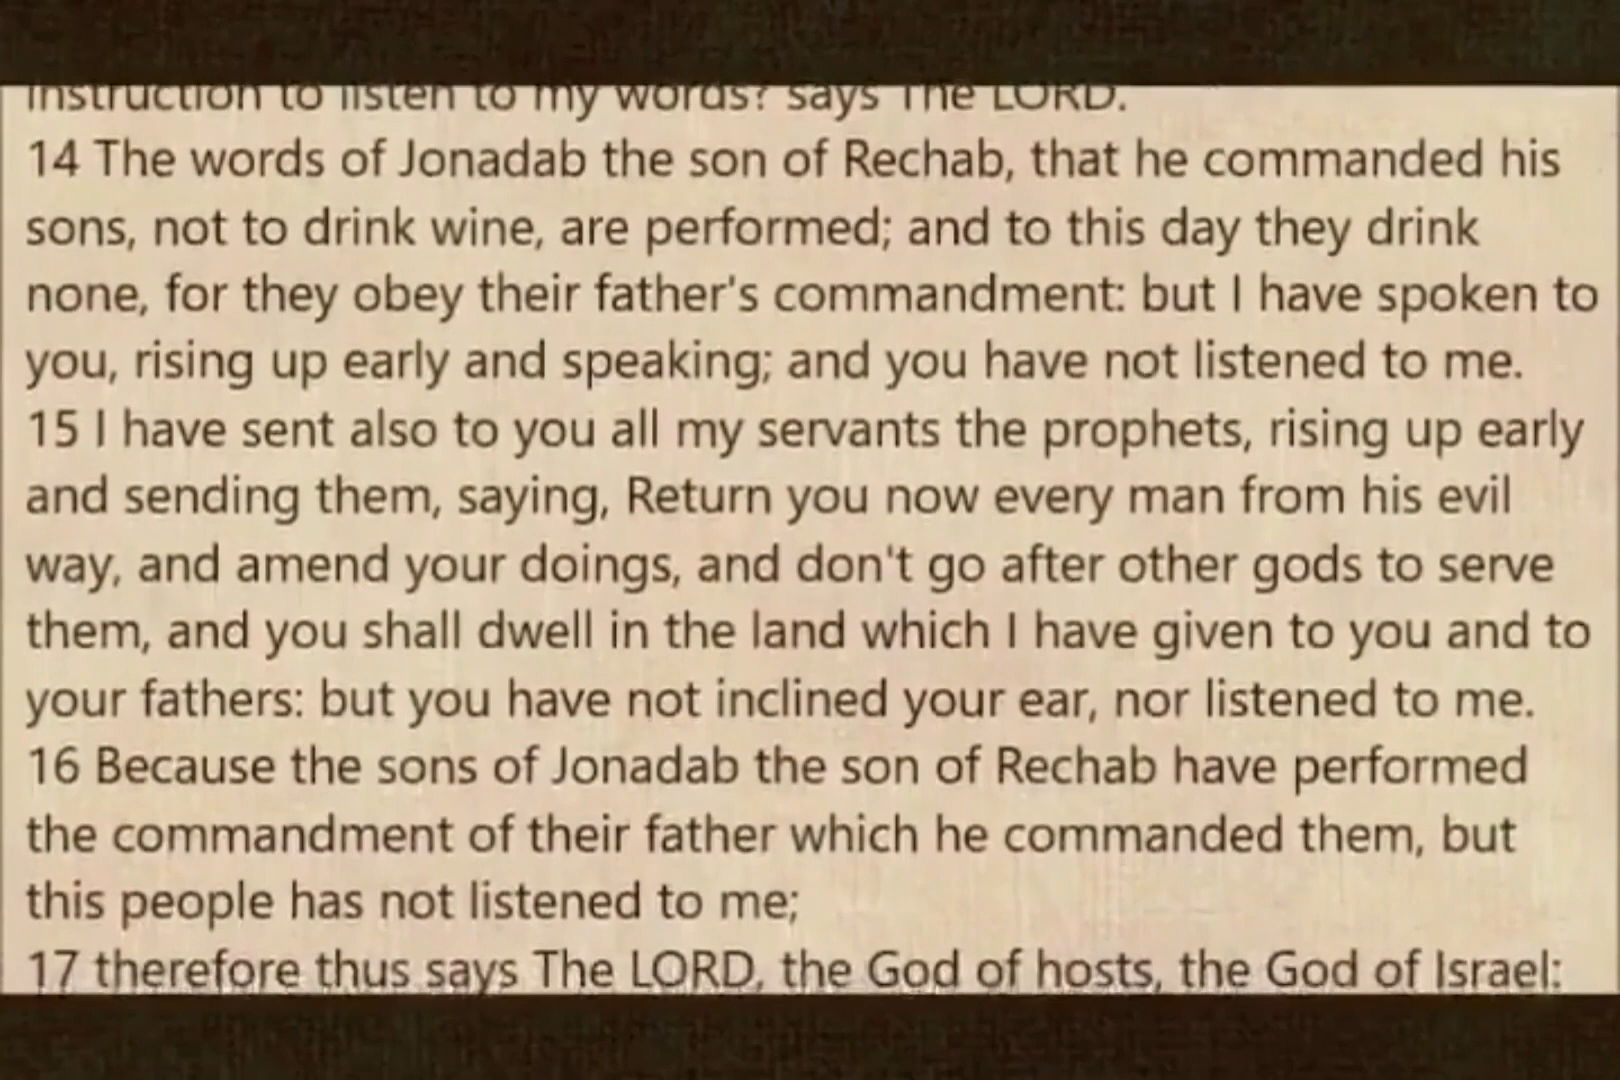 instruction to listen to my words? says The LORD.
14 The words of Jonadab the son of Rechab, that he commanded his
sons, not to drink wine, are performed; and to this day they drink
none, for they obey their father's commandment: but I have spoken to
you, rising up early and speaking; and you have not listened to me.
15 I have sent also to you all my servants the prophets, rising up early
and sending them, saying, Return you now every man from his evil
way, and amend your doings, and don't go after other gods to serve
them, and you shall dwell in the land which I have given to you and to
your fathers: but you have not inclined your ear, nor listened to me.
16 Because the sons of Jonadab the son of Rechab have performed
the commandment of their father which he commanded them, but
this people has not listened to me;
17 therefore thus says The LORD, the God of hosts, the God of Israel: